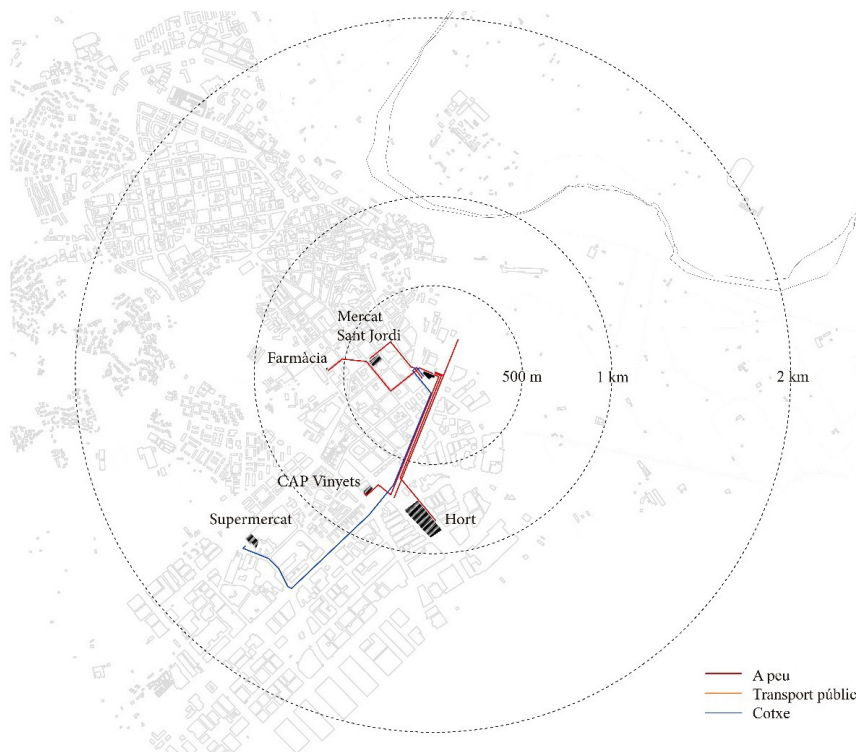 Mercat
Sant Jordi
Farmàcia
500 m
1 km
2 km
CAP Vinyets
Supermercat
Hort
A peu
Transport públic
Cotxe